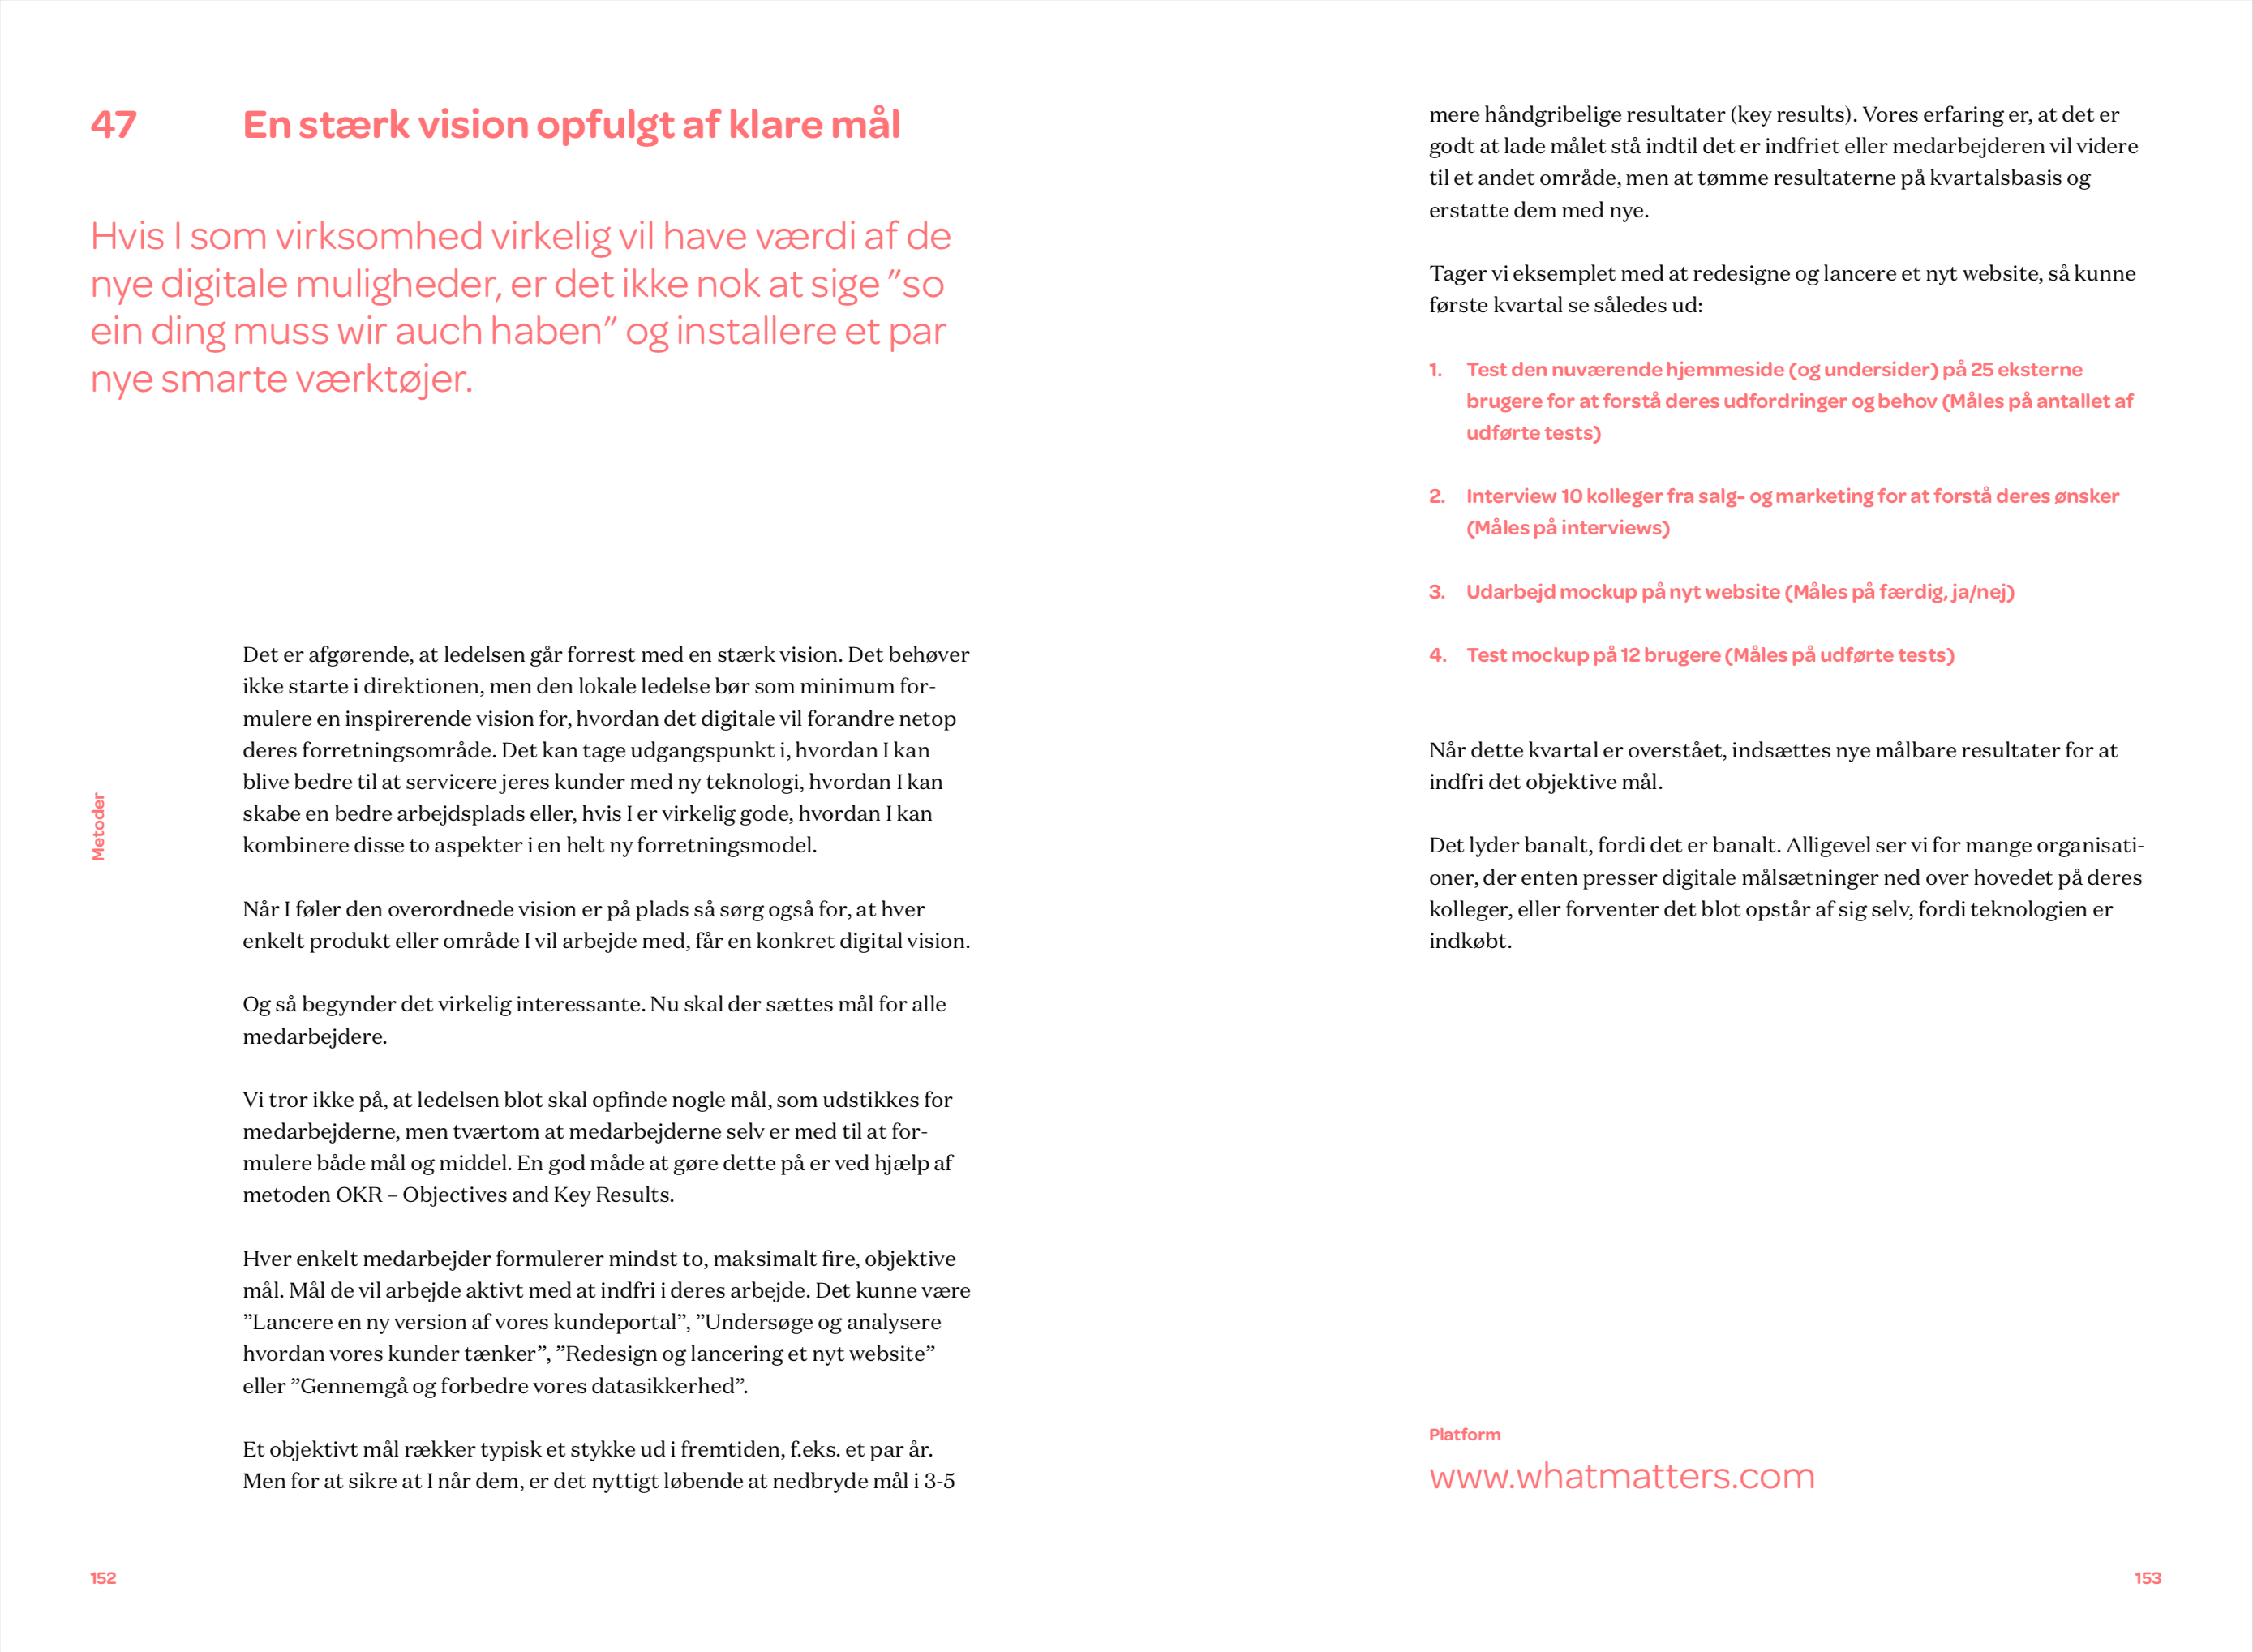 47 En stærk vision opfulgt af klare mål
Hvis I som virksomhed virkelig vil have værdi af de
nye digitale muligheder, er det ikke nok at sige ”so
ein ding muss wir auch haben” og installere et par
nye smarte værktøjer.
Metoder
Det er afgørende, at ledelsen går forrest med en stærk vision. Det behøver
ikke starte i direktionen, men den lokale ledelse bør som minimum for-
mulere en inspirerende vision for, hvordan det digitale vil forandre netop
deres forretningsområde. Det kan tage udgangspunkt i, hvordan I kan
blive bedre til at servicere jeres kunder med ny teknologi, hvordan I kan
skabe en bedre arbejdsplads eller, hvis I er virkelig gode, hvordan I kan
kombinere disse to aspekter i en helt ny forretningsmodel.
Når I føler den overordnede vision er på plads så sørg også for, at hver
enkelt produkt eller område I vil arbejde med, får en konkret digital vision.
Og så begynder det virkelig interessante. Nu skal der sættes mål for alle
medarbejdere.
Vi tror ikke på, at ledelsen blot skal opfinde nogle mål, som udstikkes for
medarbejderne, men tværtom at medarbejderne selv er med til at for-
mulere både mål og middel. En god måde at gøre dette på er ved hjælp af
metoden OKR – Objectives and Key Results.
Hver enkelt medarbejder formulerer mindst to, maksimalt fire, objektive
mål. Mål de vil arbejde aktivt med at indfri i deres arbejde. Det kunne være
”Lancere en ny version af vores kundeportal”, ”Undersøge og analysere
hvordan vores kunder tænker”, ”Redesign og lancering et nyt website”
eller ”Gennemgå og forbedre vores datasikkerhed”.
Et objektivt mål rækker typisk et stykke ud i fremtiden, f.eks. et par år.
Men for at sikre at I når dem, er det nyttigt løbende at nedbryde mål i 3-5
152
mere håndgribelige resultater (key results). Vores erfaring er, at det er
godt at lade målet stå indtil det er indfriet eller medarbejderen vil videre
til et andet område, men at tømme resultaterne på kvartalsbasis og
erstatte dem med nye.
Tager vi eksemplet med at redesigne og lancere et nyt website, så kunne
første kvartal se således ud:
1. Test den nuværende hjemmeside (og undersider) på 25 eksterne
brugere for at forstå deres udfordringer og behov (Måles på antallet af
udførte tests)
2. Interview 10 kolleger fra salg- og marketing for at forstå deres ønsker
(Måles på interviews)
3. Udarbejd mockup på nyt website (Måles på færdig, ja/nej)
4. Test mockup på 12 brugere (Måles på udførte tests)
Når dette kvartal er overstået, indsættes nye målbare resultater for at
indfri det objektive mål.
Det lyder banalt, fordi det er banalt. Alligevel ser vi for mange organisati-
oner, der enten presser digitale målsætninger ned over hovedet på deres
kolleger, eller forventer det blot opstår af sig selv, fordi teknologien er
indkøbt.
Platform
www.whatmatters.com
153